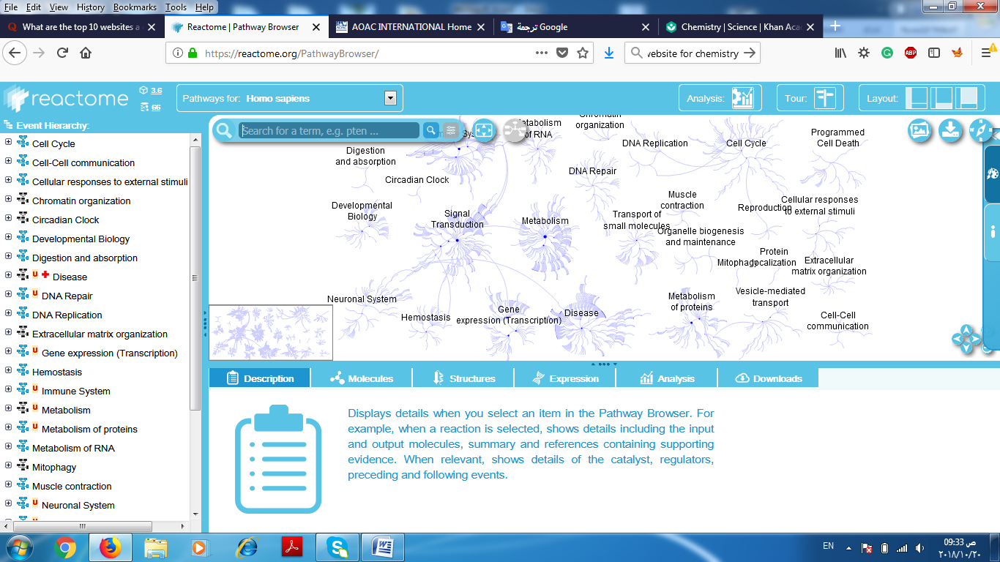 File Edit View History Bookmarks Tools Help
What are the top 10 websites a
Reactome | Pathway Browser
AOAC INTERNATIONAL Home
ترجمة Google
Chemistry | Science | Khan Aca
https://reactome.org/PathwayBrowser/
website for chemistry
ABP
reactome
3.6
66
Pathways for: Homo sapiens
Analysis:
Tour:
Layout:
Event Hierarchy:
Cell Cycle
Cell-Cell communication
Cellular responses to external stimuli
Chromatin organization
Circadian Clock
Developmental Biology
Digestion and absorption
U Disease
U DNA Repair
DNA Replication
Extracellular matrix organization
U Gene expression (Transcription)
Hemostasis
U Immune System
U Metabolism
U Metabolism of proteins
Metabolism of RNA
Mitophagy
Muscle contraction
U Neuronal System
Search for a term, e.g. pten ...
Metabolism
of RNA
Chromatin
organization
DNA Replication
Cell Cycle
Programmed
Cell Death
Digestion
and absorption
Circadian Clock
DNA Repair
Developmental
Biology
Signal
Transduction
Metabolism
Transport of
small molecules
Muscle
contraction
Reproduction
Cellular responses
to external stimuli
Organelle biogenesis
and maintenance
Mitophagy
Protein
localization
Extracellular
matrix organization
Neuronal System
Hemostasis
Gene
expression (Transcription)
Disease
Metabolism
of proteins
Vesicle-mediated
transport
Cell-Cell
communication
Description
Molecules
Structures
Expression
Analysis
Downloads
Displays details when you select an item in the Pathway Browser. For
example, when a reaction is selected, shows details including the input
and output molecules, summary and references containing supporting
evidence. When relevant, shows details of the catalyst, regulators,
preceding and following events.
EN
09:33 ص
٢٠١٨/١٠/٢٠